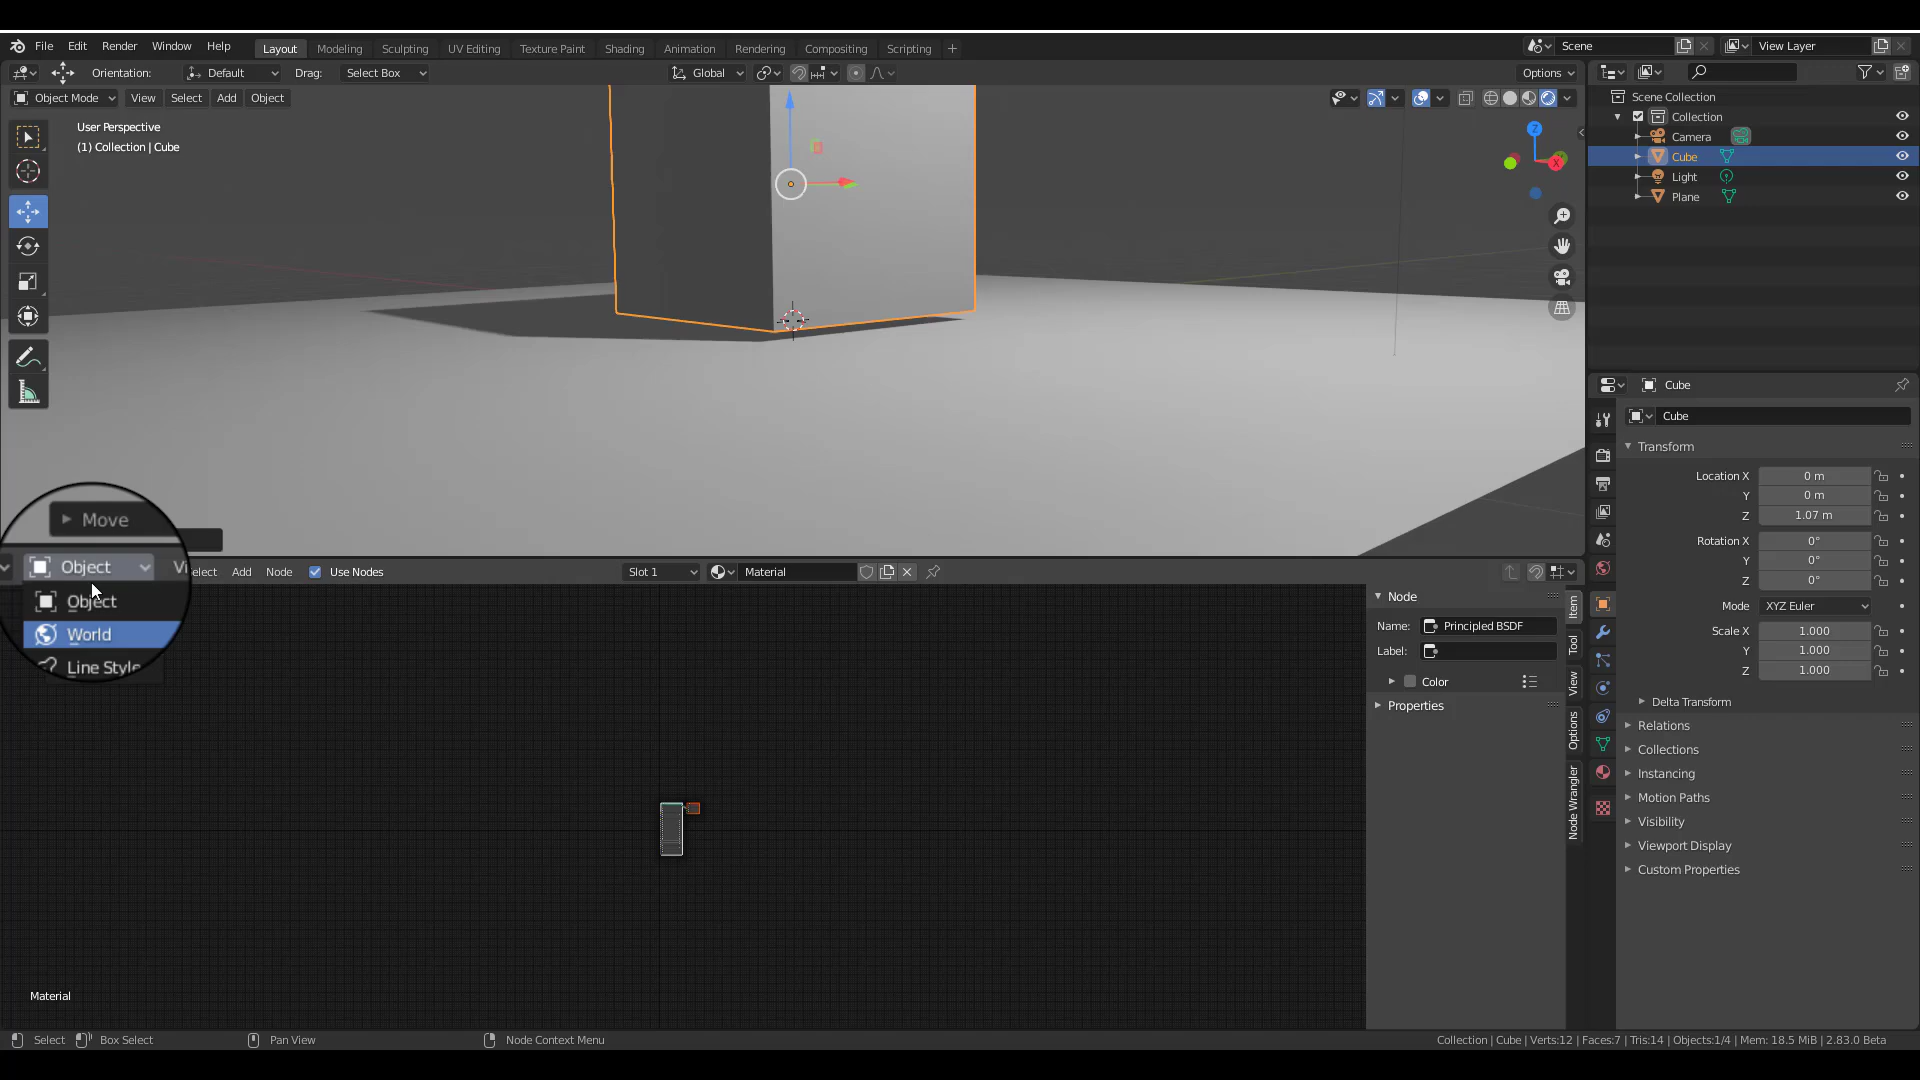 File Edit Render Window Help Layout Modeling Sculpting UV Editing Texture Paint Shading Animation Rendering Compositing Scripting Scene View Layer
Orientation: Default Drag: Select Box Global Options
Object Mode View Select Add Object
User Perspective
(1) Collection | Cube
Z
X
Scene Collection
Collection
Camera
Cube
Light
Plane
Cube
Cube
Transform
Location X 0 m
Y 0 m
Z 1.07 m
Rotation X 0°
Y 0°
Z 0°
Mode XYZ Euler
Scale X 1.000
Y 1.000
Z 1.000
Delta Transform
Relations
Collections
Instancing
Motion Paths
Visibility
Viewport Display
Custom Properties
Move
Object
Object
World
Line Style
Add Node Use Nodes Slot 1 Material
Node
Name: Principled BSDF
Label:
Color
Properties
Item
Tool
View
Options
Node Wrangler
Material
Select Box Select Pan View Node Context Menu Collection | Cube | Verts:12 | Faces:7 | Tris:14 | Objects:1/4 | Mem: 18.5 MiB | 2.83.0 Beta